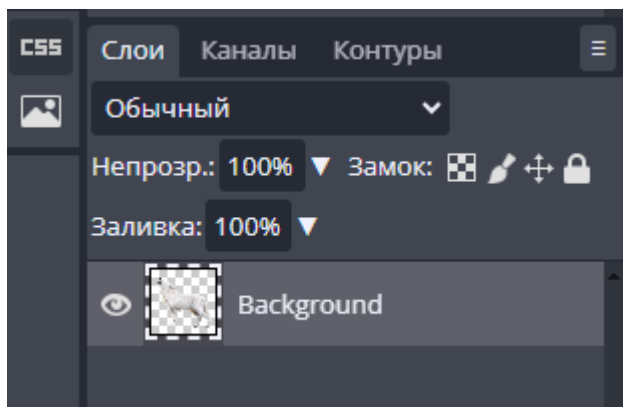 CSS
Слои Каналы Контуры
Обычный
Непрозр.: 100% ▼ Замок:
Заливка: 100% ▼
Background